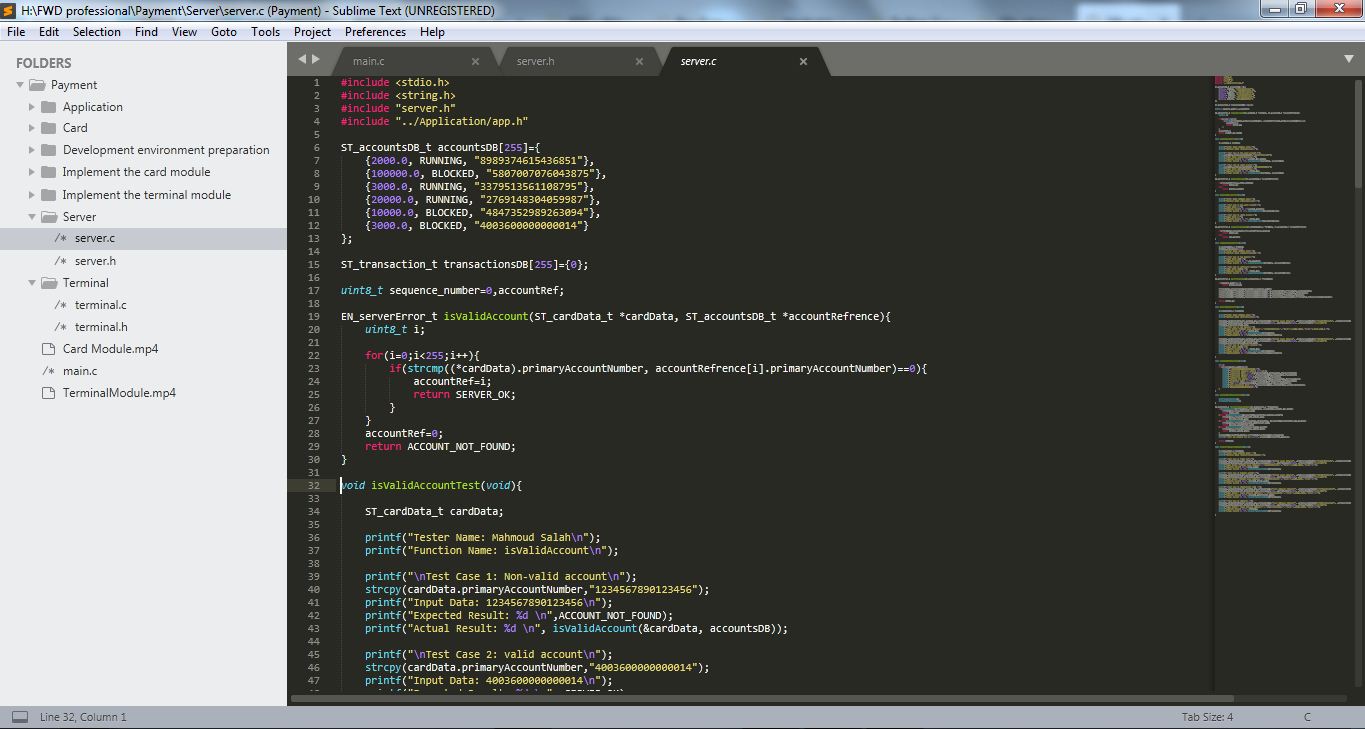 H:\FWD professional\Payment\Server\server.c (Payment) - Sublime Text (UNREGISTERED)
File Edit Selection Find View Goto Tools Project Preferences Help
FOLDERS
Payment
Application
Card
Development environment preparation
Implement the card module
Implement the terminal module
Server
/* server.c
/* server.h
Terminal
/* terminal.c
/* terminal.h
Card Module.mp4
/* main.c
TerminalModule.mp4
main.c × server.h × server.c ×
1 #include <stdio.h>
2 #include <string.h>
3 #include "server.h"
4 #include "../Application/app.h"
5
6 ST_accountsDB_t accountsDB[255]={
7 {2000.0, RUNNING, "8989374615436851"},
8 {100000.0, BLOCKED, "5807007076043875"},
9 {3000.0, RUNNING, "3379513561108795"},
10 {20000.0, RUNNING, "2769148304059987"},
11 {10000.0, BLOCKED, "4847352989263094"},
12 {3000.0, BLOCKED, "4003600000000014"}
13 };
14
15 ST_transaction_t transactionsDB[255]={0};
16
17 uint8_t sequence_number=0,accountRef;
18
19 EN_serverError_t isValidAccount(ST_cardData_t *cardData, ST_accountsDB_t *accountRefrence){
20 uint8_t i;
21
22 for(i=0;i<255;i++){
23 if(strcmp((*cardData).primaryAccountNumber, accountRefrence[i].primaryAccountNumber)==0){
24 accountRef=i;
25 return SERVER_OK;
26 }
27 }
28 accountRef=0;
29 return ACCOUNT_NOT_FOUND;
30 }
31
32 void isValidAccountTest(void){
33
34 ST_cardData_t cardData;
35
36 printf("Tester Name: Mahmoud Salah\n");
37 printf("Function Name: isValidAccount\n");
38
39 printf("\nTest Case 1: Non-valid account\n");
40 strcpy(cardData.primaryAccountNumber,"1234567890123456");
41 printf("Input Data: 1234567890123456\n");
42 printf("Expected Result: %d \n",ACCOUNT_NOT_FOUND);
43 printf("Actual Result: %d \n", isValidAccount(&cardData, accountsDB));
44
45 printf("\nTest Case 2: valid account\n");
46 strcpy(cardData.primaryAccountNumber,"4003600000000014");
47 printf("Input Data: 4003600000000014\n");
Line 32, Column 1
Tab Size: 4 C